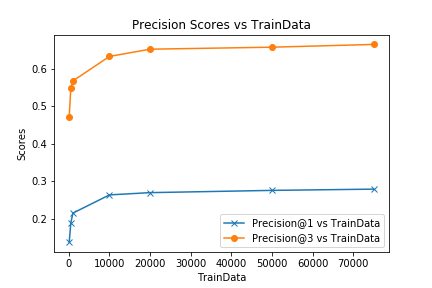 Precision Scores vs TrainData
0.6
0.5
0.4
0.3
0.2
Scores
Precision@1 vs TrainData
Precision@3 vs TrainData
0 10000 20000 30000 40000 50000 60000 70000
TrainData